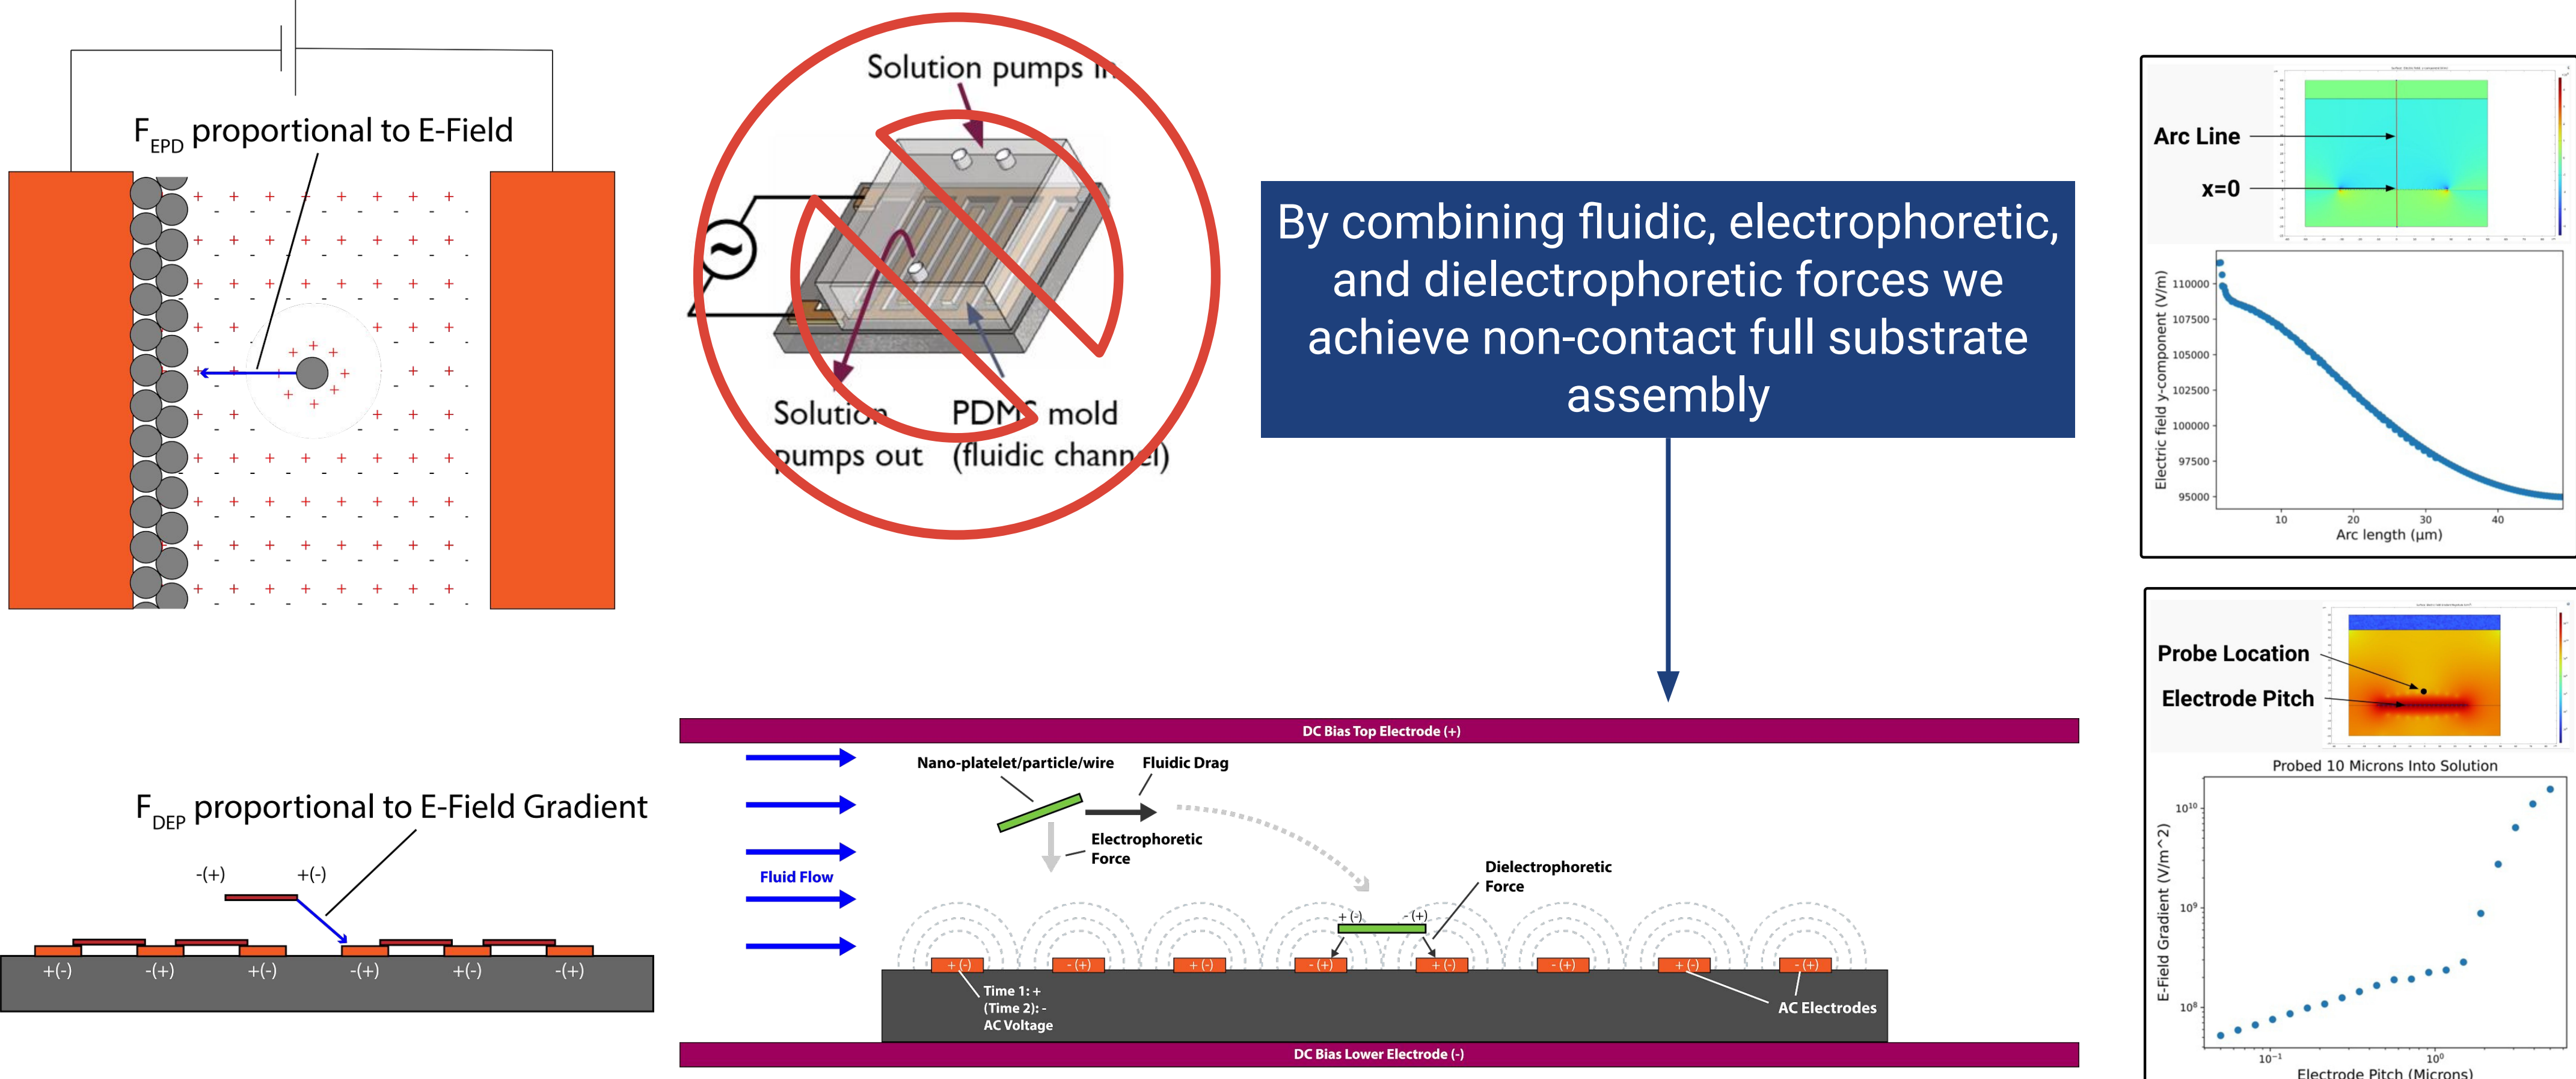 F_EPD proportional to E-Field
Solution pumps in
Solution
pumps out
PDMS mold
(fluidic channel)
By combining fluidic, electrophoretic,
and dielectrophoretic forces we
achieve non-contact full substrate
assembly
Arc Line
x=0
Electric field y-component (V/m)
110000
107500
105000
102500
100000
97500
95000
10 20 30 40
Arc length (µm)
F_DEP proportional to E-Field Gradient
-(+) +(-)
+(-) -(+) +(-) -(+) +(-) -(+)
DC Bias Top Electrode (+)
Nano-platelet/particle/wire
Fluidic Drag
Electrophoretic
Force
Fluid Flow
Dielectrophoretic
Force
+ (-) - (+)
+ (-) - (+) + (-) - (+) + (-) - (+) + (-) - (+)
Time 1: +
(Time 2): -
AC Voltage
AC Electrodes
DC Bias Lower Electrode (-)
Probe Location
Electrode Pitch
Probed 10 Microns Into Solution
E-Field Gradient (V/m^2)
10¹⁰
10⁹
10⁸
10⁻¹ 10⁰
Electrode Pitch (Microns)